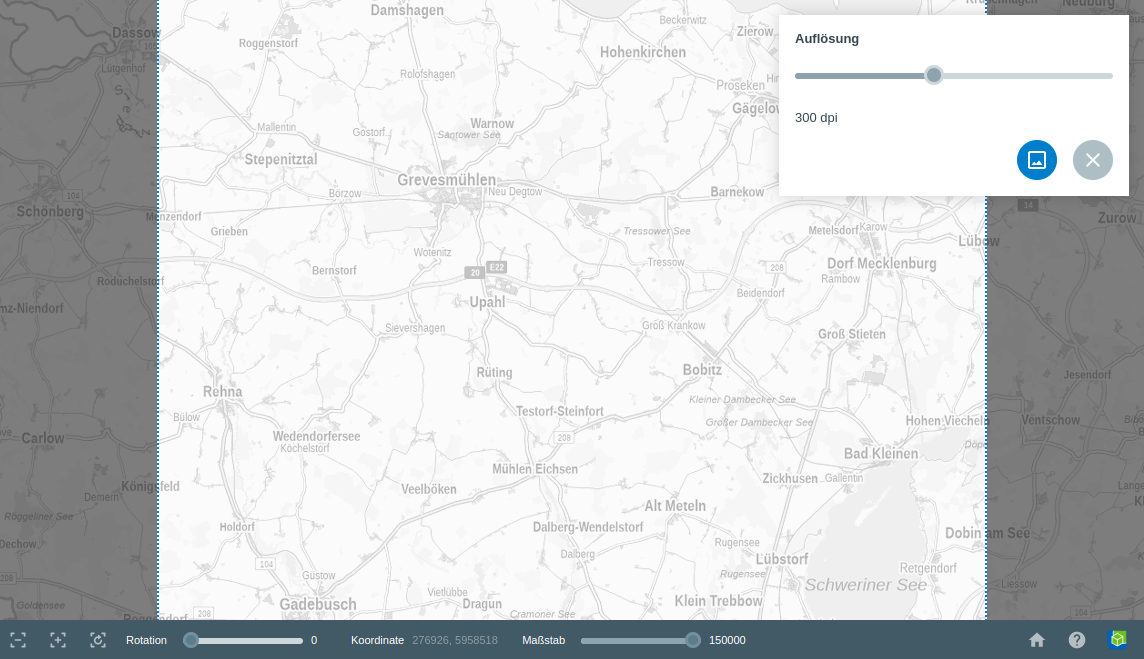 Damshagen
Beckerwitz
Neuburg
Dassow
Roggenstorf
Zierow
Hohenkirchen
Auflösung
Lütgenhof
Rolofshagen
Proseken
Gägelow
300 dpi
Mallentin
Gostorf
Warnow
Santower See
Stepenitztal
Grevesmühlen
Börzow
Neu Degtow
Barnekow
104
Schönberg
Menzendorf
14
Zurow
Grieben
Tressower See
Metelsdorf
Karow
Lübow
Wotenitz
Tressow
Bernstorf
20
E22
208
Dorf Mecklenburg
Rambow
Roduchelstorf
Beidendorf
Upahl
mz-Niendorf
Sievershagen
Groß Krankow
Groß Stieten
Rüting
Bobitz
Jesendorf
Rehna
Kleiner Dambecker See
Bülow
Testorf-Steinfort
Großer Dambecker See
Hohen Viecheln
Ventschow
Carlow
Wedendorfersee
208
Köchelstorf
Bad Kleinen
Mühlen Eichsen
Zickhusen
Gallentin
Königsfeld
Veelböken
Demern
Alt Meteln
Röggeliner See
Holdorf
Dalberg-Wendelstorf
Dobin am See
Dechow
Rugensee
Dalberg
Lübstorf
104
Retgendorf
Güstow
Rugensee
208
Schweriner See
Liessow
Vietlübbe
Goldensee
Gadebusch
Dragun
Klein Trebbow
208
Cramoner See
104
Rotation
0
Koordinate
276926, 5958518
Maßstab
150000